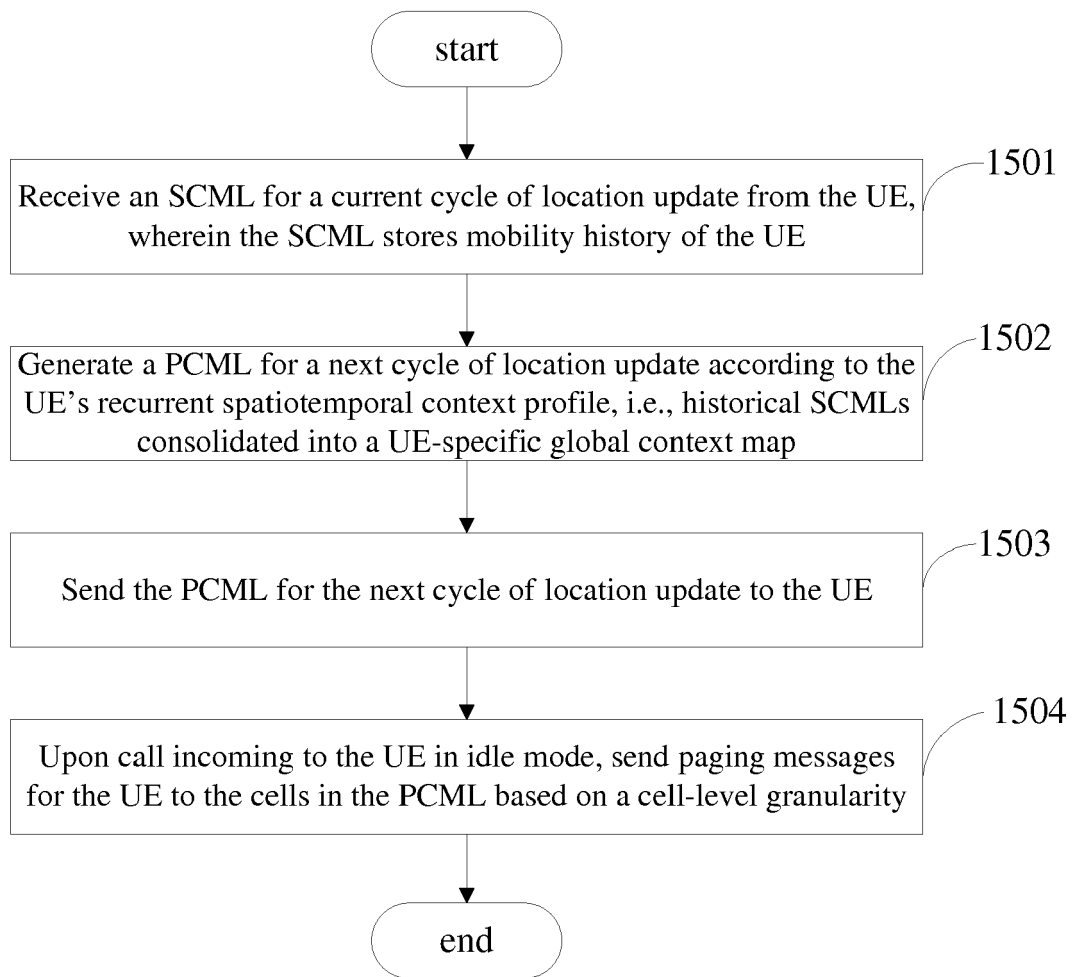 start
1501
Receive an SCML for a current cycle of location update from the UE,
wherein the SCML stores mobility history of the UE
1502
Generate a PCML for a next cycle of location update according to the
UE's recurrent spatiotemporal context profile, i.e., historical SCMLs
consolidated into a UE-specific global context map
1503
Send the PCML for the next cycle of location update to the UE
1504
Upon call incoming to the UE in idle mode, send paging messages
for the UE to the cells in the PCML based on a cell-level granularity
end